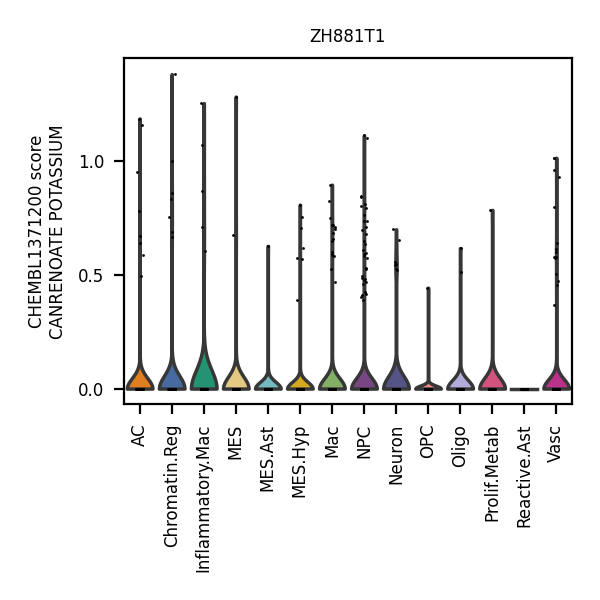 ZH881T1
CHEMBL1371200 score
CANRENOATE POTASSIUM
1.0
0.5
0.0
AC
Chromatin.Reg
Inflammatory.Mac
MES
MES.Ast
MES.Hyp
Mac
NPC
Neuron
OPC
Oligo
Prolif.Metab
Reactive.Ast
Vasc